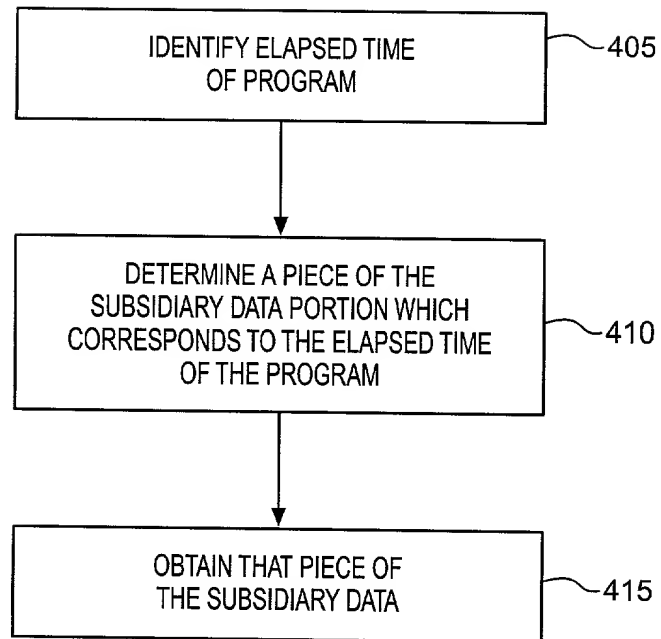 IDENTIFY ELAPSED TIME
OF PROGRAM
405
DETERMINE A PIECE OF THE
SUBSIDIARY DATA PORTION WHICH
CORRESPONDS TO THE ELAPSED TIME
OF THE PROGRAM
410
OBTAIN THAT PIECE OF
THE SUBSIDIARY DATA
415